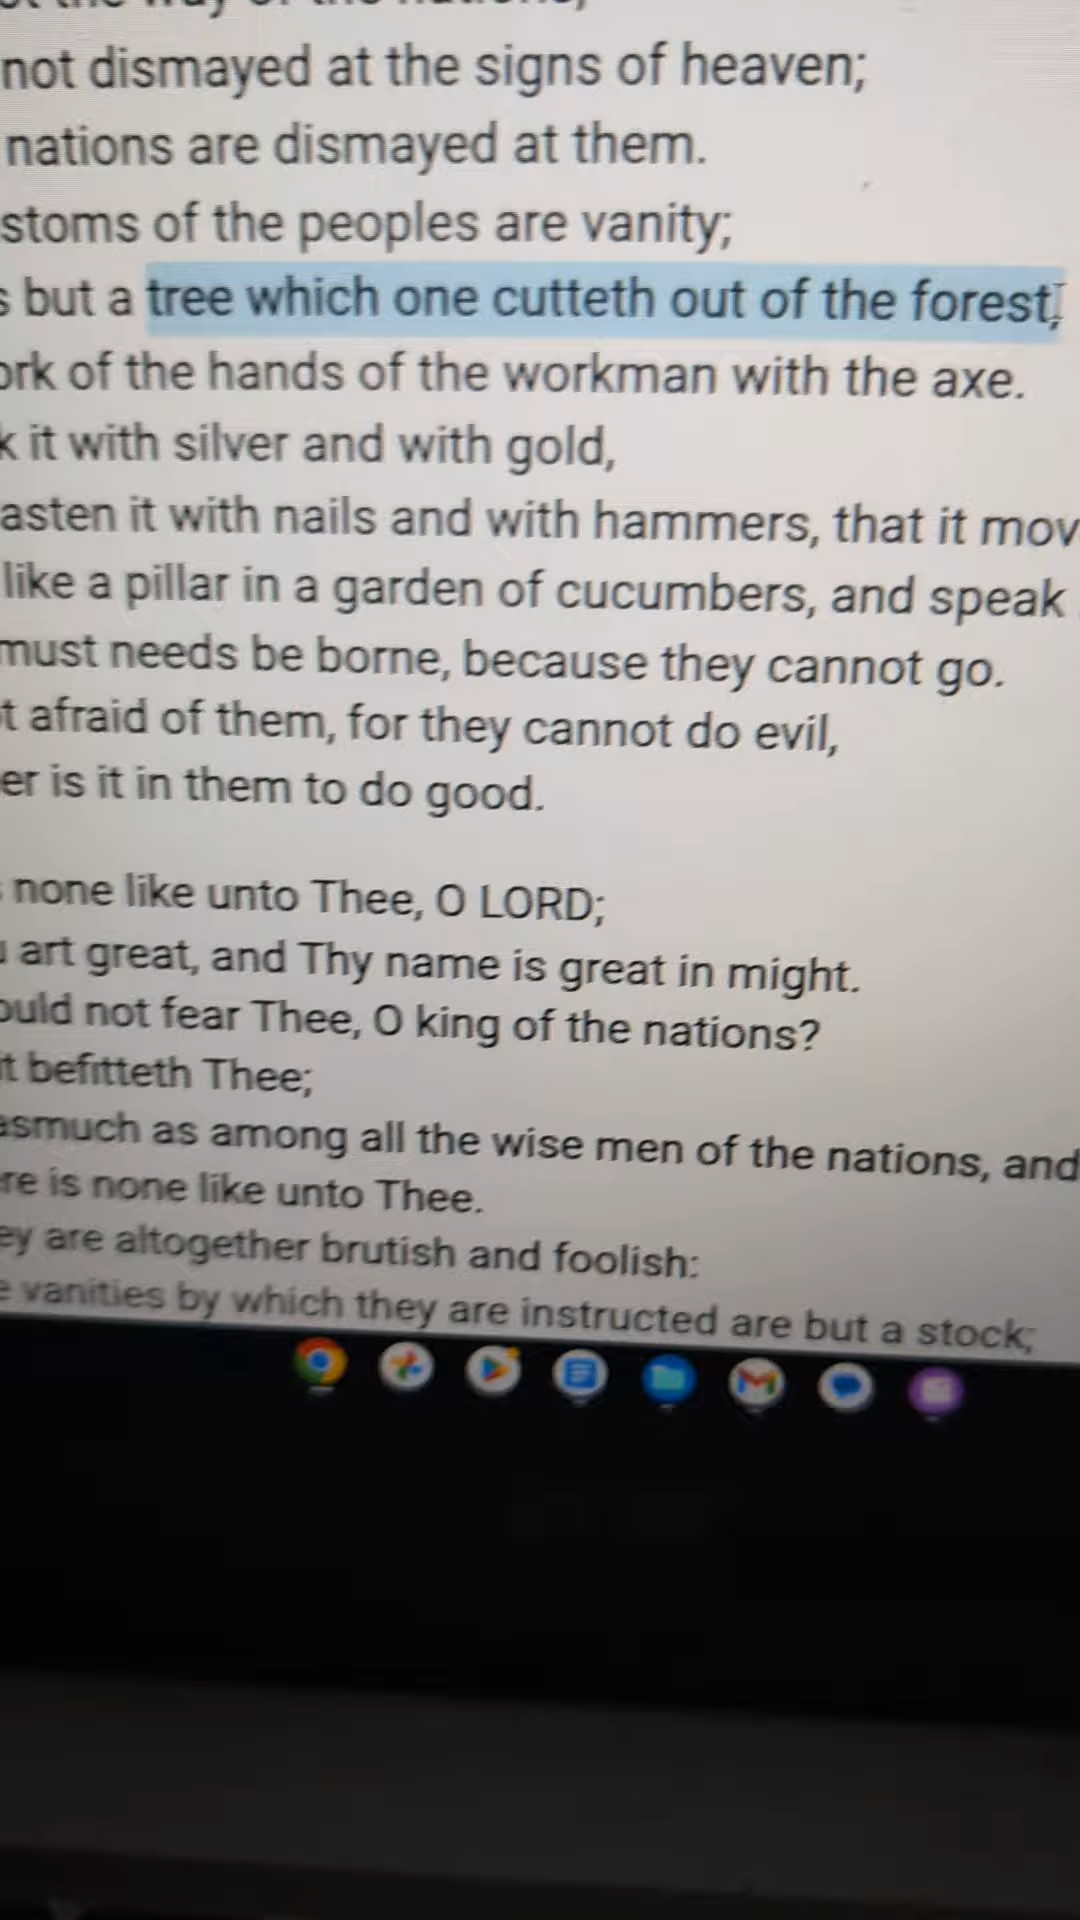 not dismayed at the signs of heaven;
nations are dismayed at them.
stoms of the peoples are vanity;
s but a tree which one cutteth out of the forest,
ork of the hands of the workman with the axe.
k it with silver and with gold,
asten it with nails and with hammers, that it mov
like a pillar in a garden of cucumbers, and speak
must needs be borne, because they cannot go.
t afraid of them, for they cannot do evil,
er is it in them to do good.
none like unto Thee, O LORD;
art great, and Thy name is great in might.
ould not fear Thee, O king of the nations?
it befitteth Thee;
asmuch as among all the wise men of the nations, and
re is none like unto Thee.
ey are altogether brutish and foolish:
e vanities by which they are instructed are but a stock;